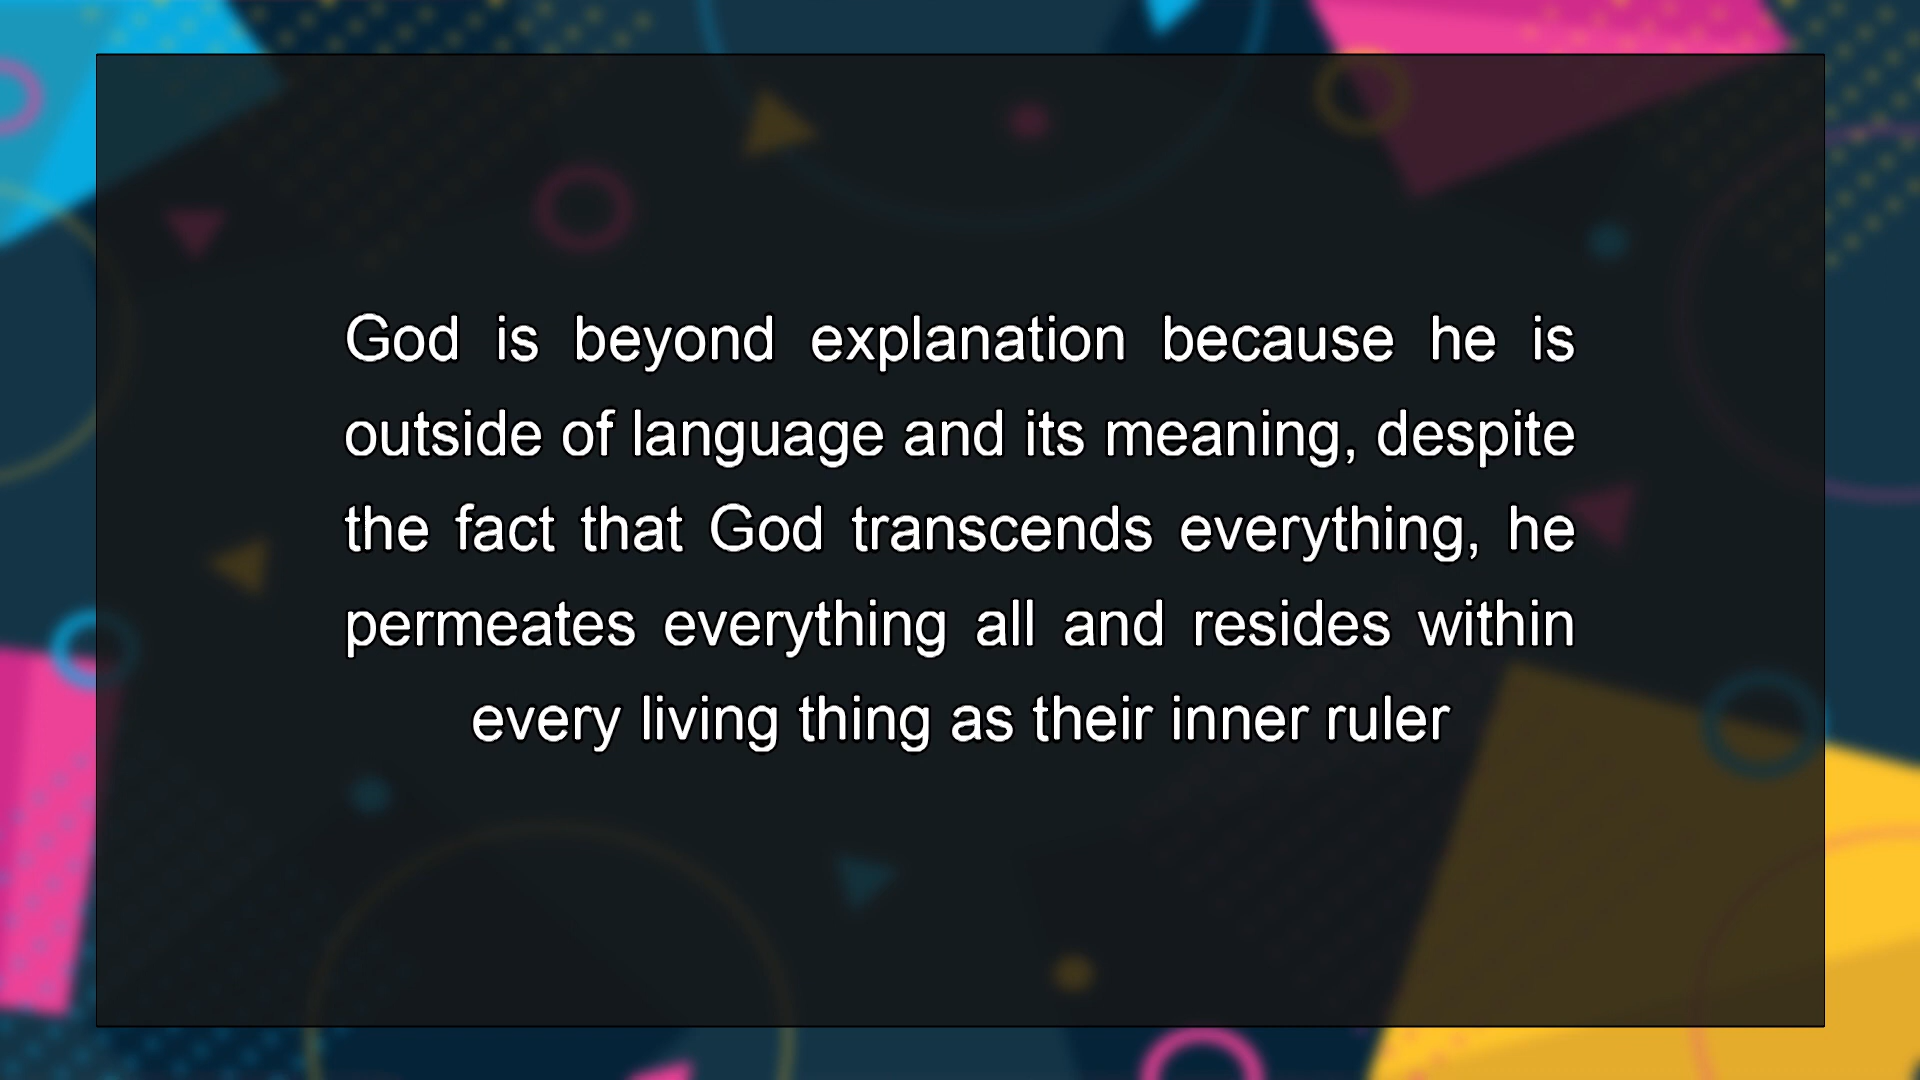 God is beyond explanation because he is
outside of language and its meaning, despite
the fact that God transcends everything, he
permeates everything all and resides within
every living thing as their inner ruler